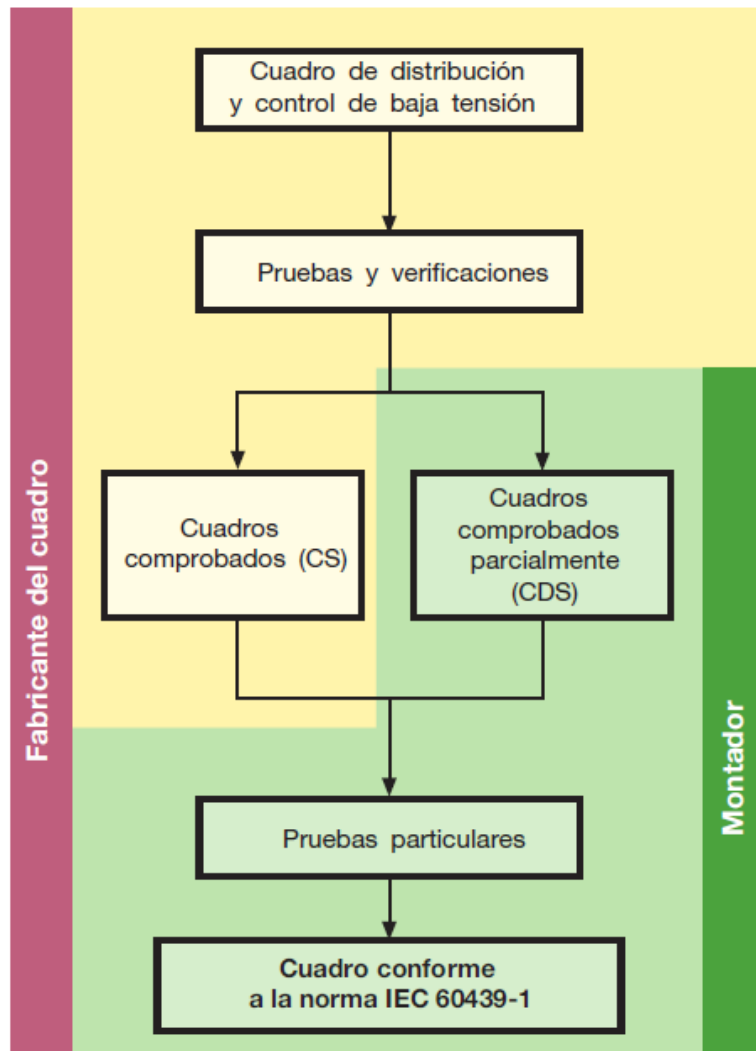 Cuadro de distribución
y control de baja tensión
Pruebas y verificaciones
Cuadros
comprobados (CS)
Cuadros
comprobados
parcialmente
(CDS)
Fabricante del cuadro
Montador
Pruebas particulares
Cuadro conforme
a la norma IEC 60439-1